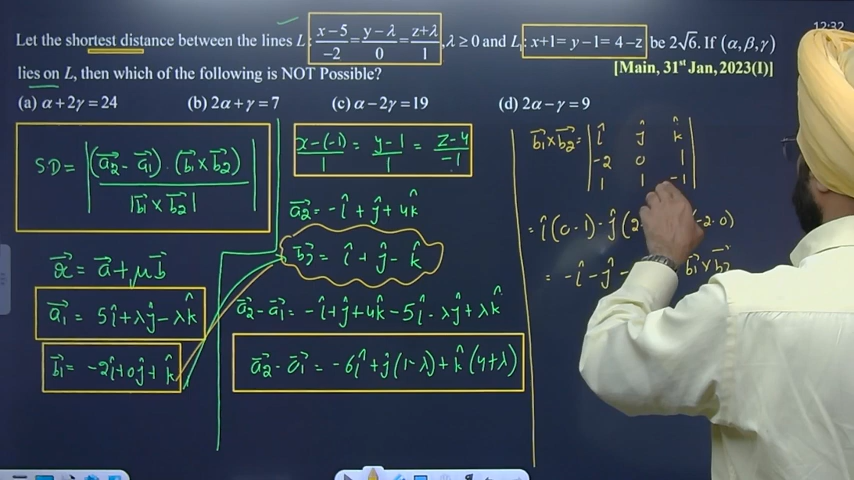 12:32
Let the shortest distance between the lines L : x-5/-2 = y-λ/0 = z+λ/1, λ ≥ 0 and L₁: x+1 = y-1 = 4-z be 2√6. If (α, β, γ)
lies on L, then which of the following is NOT Possible?
[Main, 31st Jan, 2023(I)]
(a) α + 2γ = 24 (b) 2α + γ = 7 (c) α - 2γ = 19 (d) 2α - γ = 9
S.D = |(a₂ - a₁) · (b₁ × b₂) / |b₁ × b₂||
r = a + μb
a₁ = 5î + λĵ - λk̂
b₁ = -2î + 0ĵ + k̂
x-(-1)/1 = y-1/1 = z-4/-1
a₂ = -î + ĵ + 4k̂
b₂ = î + ĵ - k̂
a₂ - a₁ = -î + ĵ + 4k̂ - 5î - λĵ + λk̂
a₂ - a₁ = -6î + ĵ(1-λ) + k̂(4+λ)
b₁ × b₂ = | î ĵ k̂
-2 0 1
1 1 -1 |
= î(0-1) - ĵ(2 -2-0)
= -î - ĵ - b₁ × b₂